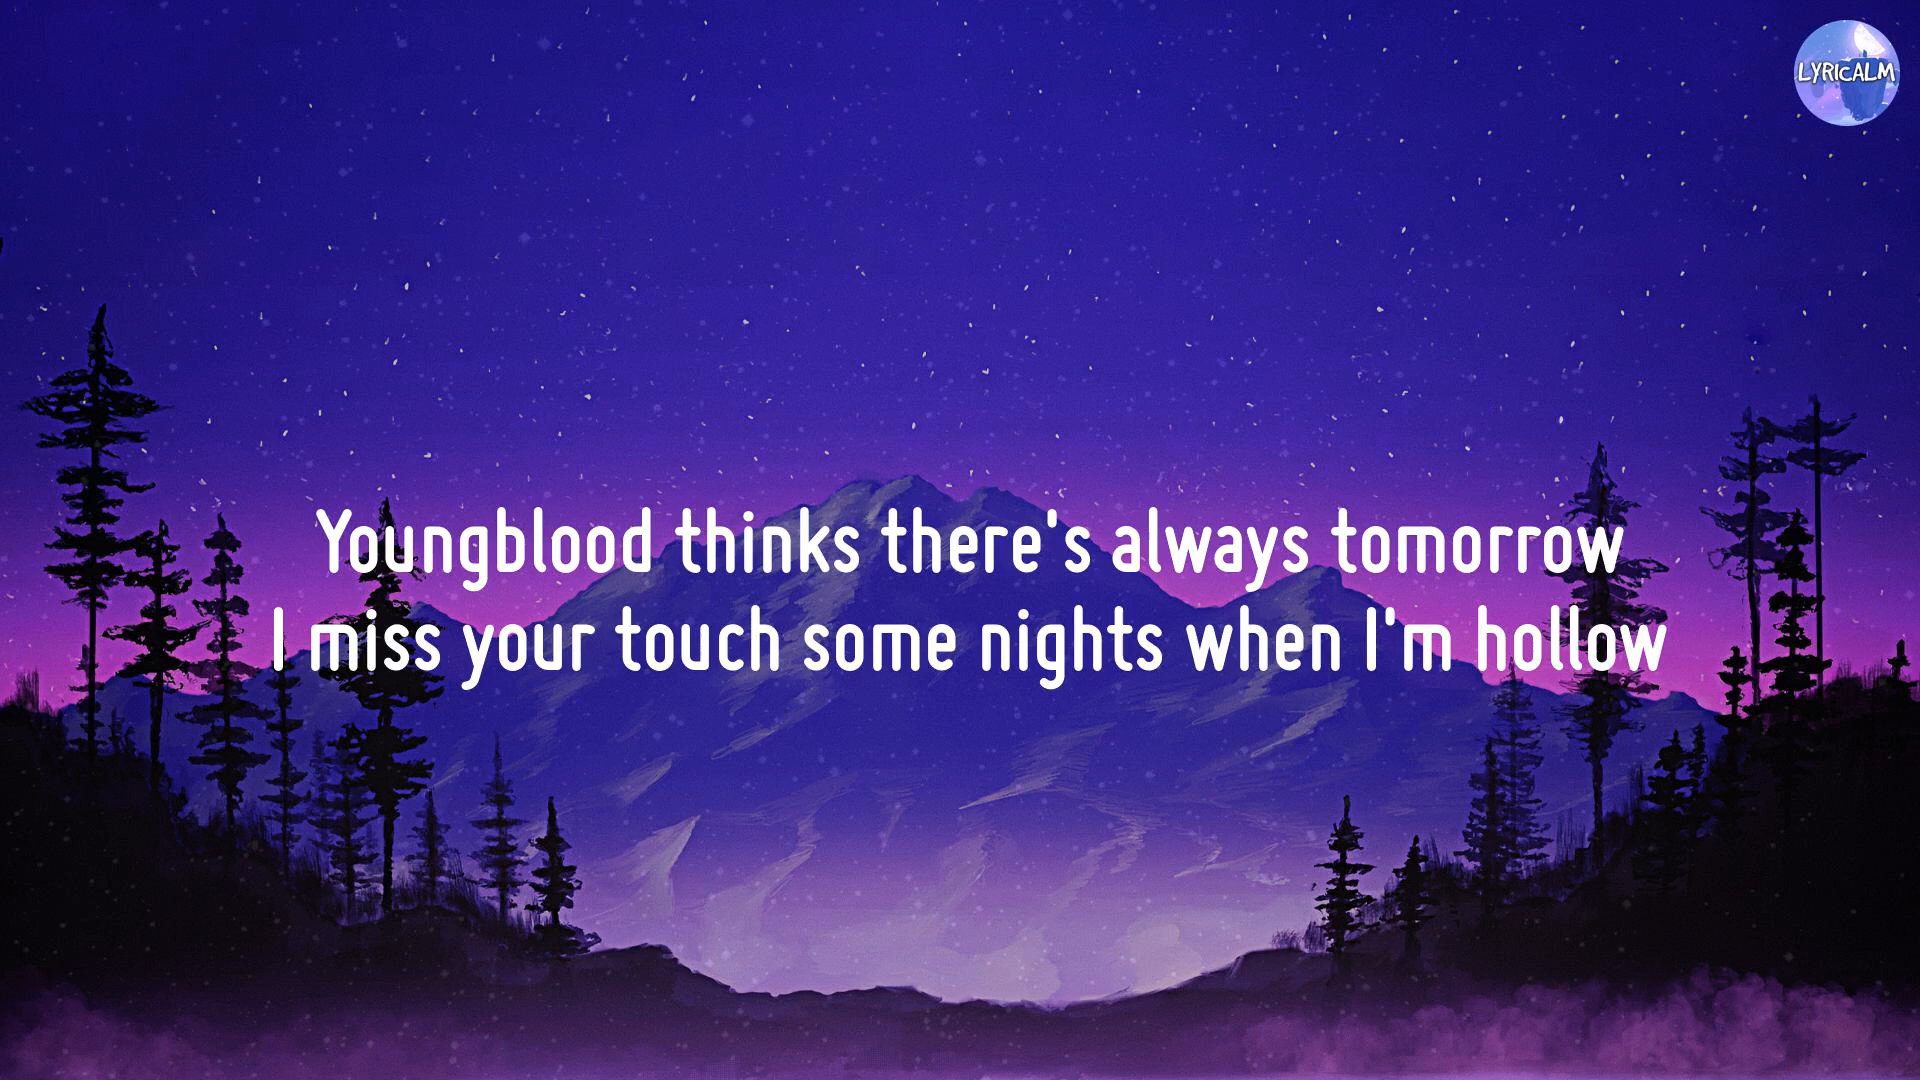 LYRICALM
Youngblood thinks there's always tomorrow
I miss your touch some nights when I'm hollow